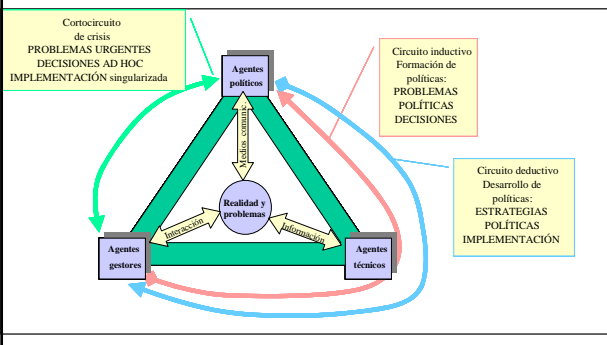 Cortocircuito
de crisis
PROBLEMAS URGENTES
DECISIONES AD HOC
IMPLEMENTACIÓN singularizada
Agentes
políticos
Circuito inductivo
Formación de
políticas:
PROBLEMAS
POLÍTICAS
DECISIONES
Medios comunic.
Circuito deductivo
Desarrollo de
políticas:
ESTRATEGIAS
POLÍTICAS
IMPLEMENTACIÓN
Realidad y
problemas
Interacción
Información
Agentes
gestores
Agentes
técnicos